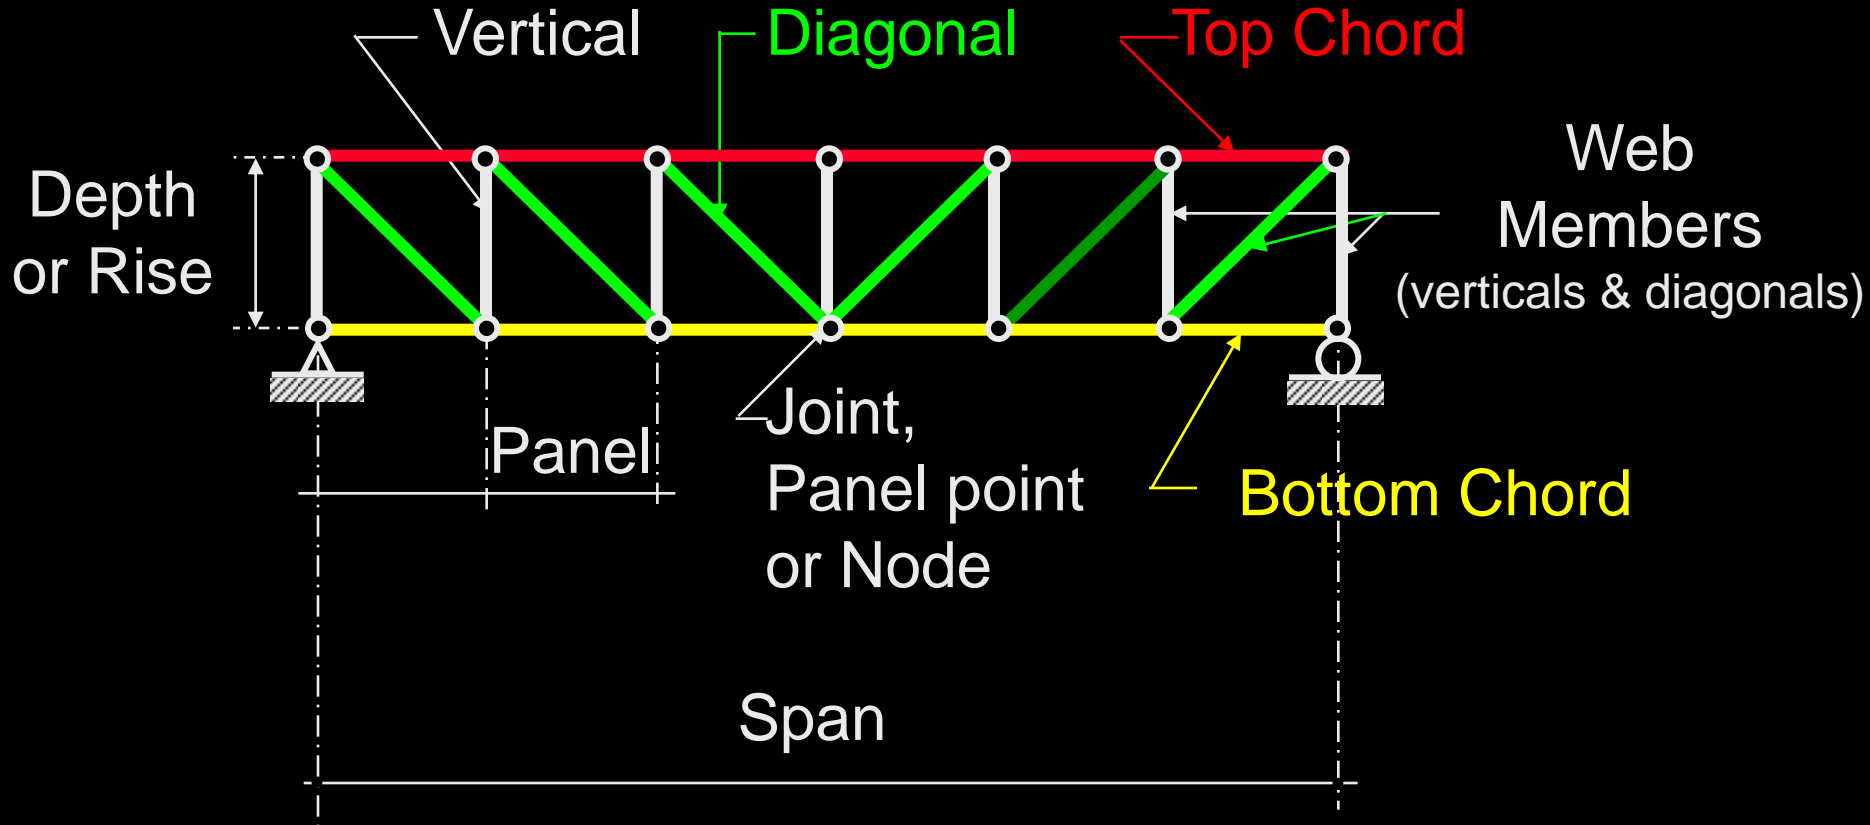 Vertical
Diagonal
Top Chord
Web
Members
(verticals & diagonals)
Depth
or Rise
Panel
Joint,
Panel point
or Node
Bottom Chord
Span